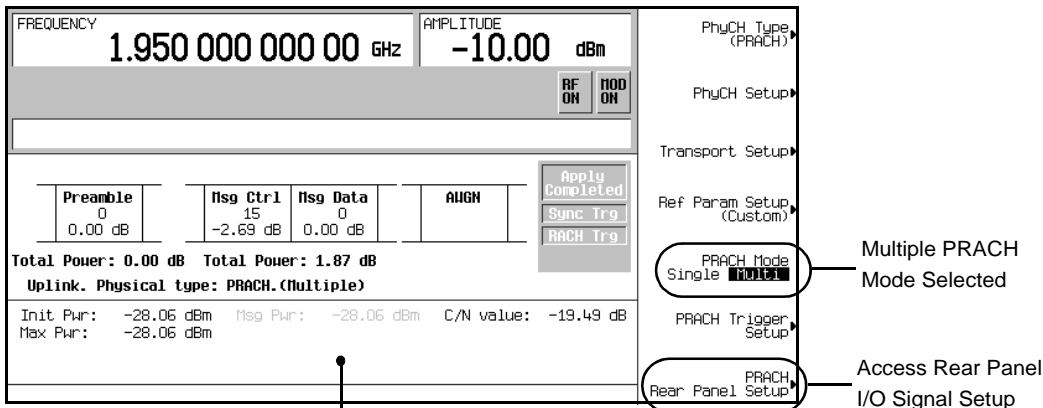 FREQUENCY
1.950 000 000 00 GHz
AMPLITUDE
-10.00 dBm
RF ON
MOD ON
Apply Completed
Sync Trg
RACH Trg
Preamble
0
0.00 dB
Msg Ctrl
15
-2.69 dB
Msg Data
0
0.00 dB
AWGN
Total Power: 0.00 dB Total Power: 1.87 dB
Uplink. Physical type: PRACH.(Multiple)
Init Pwr: -28.06 dBm Msg Pwr: -28.06 dBm C/N value: -19.49 dB
Max Pwr: -28.06 dBm
PhyCH Type
(PRACH)
PhyCH Setup
Transport Setup
Ref Param Setup
(Custom)
PRACH Mode
Single Multi
PRACH Trigger
Setup
PRACH
Rear Panel Setup
Multiple PRACH
Mode Selected
Access Rear Panel
I/O Signal Setup